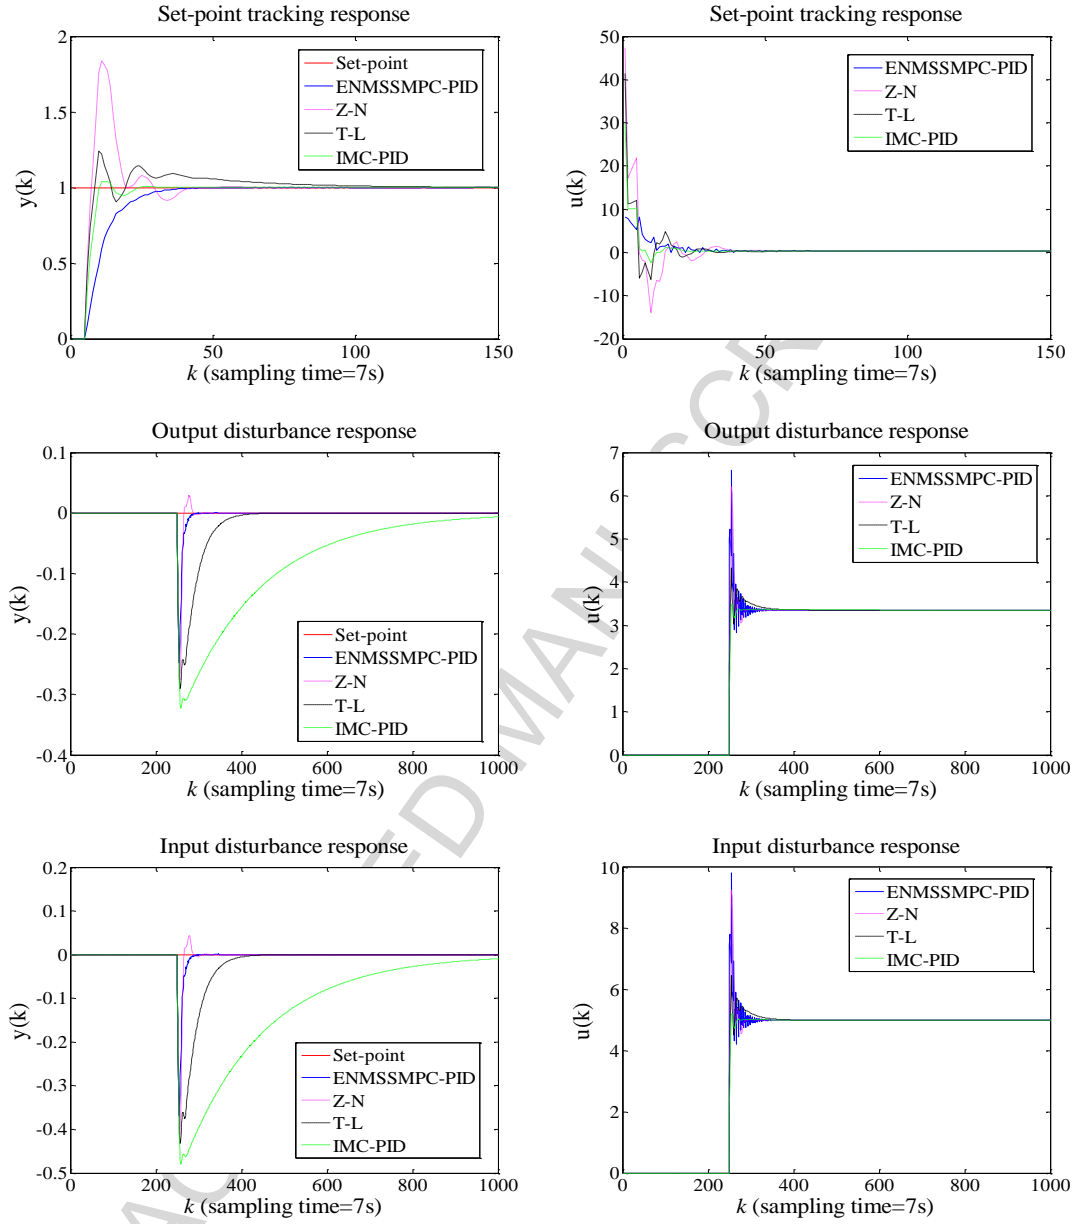 Set-point tracking response
2
1.5
1
0.5
0
y(k)
Set-point
ENMSSMPC-PID
Z-N
T-L
IMC-PID
0
50
100
150
k (sampling time=7s)
Set-point tracking response
50
40
30
20
10
0
-10
-20
u(k)
ENMSSMPC-PID
Z-N
T-L
IMC-PID
0
50
100
150
k (sampling time=7s)
Output disturbance response
0.1
0
-0.1
-0.2
-0.3
-0.4
y(k)
Set-point
ENMSSMPC-PID
Z-N
T-L
IMC-PID
0
200
400
600
800
1000
k (sampling time=7s)
Output disturbance response
7
6
5
4
3
2
1
0
u(k)
ENMSSMPC-PID
Z-N
T-L
IMC-PID
0
200
400
600
800
1000
k (sampling time=7s)
Input disturbance response
0.2
0.1
0
-0.1
-0.2
-0.3
-0.4
-0.5
y(k)
Set-point
ENMSSMPC-PID
Z-N
T-L
IMC-PID
0
200
400
600
800
1000
k (sampling time=7s)
Input disturbance response
10
8
6
4
2
0
u(k)
ENMSSMPC-PID
Z-N
T-L
IMC-PID
0
200
400
600
800
1000
k (sampling time=7s)